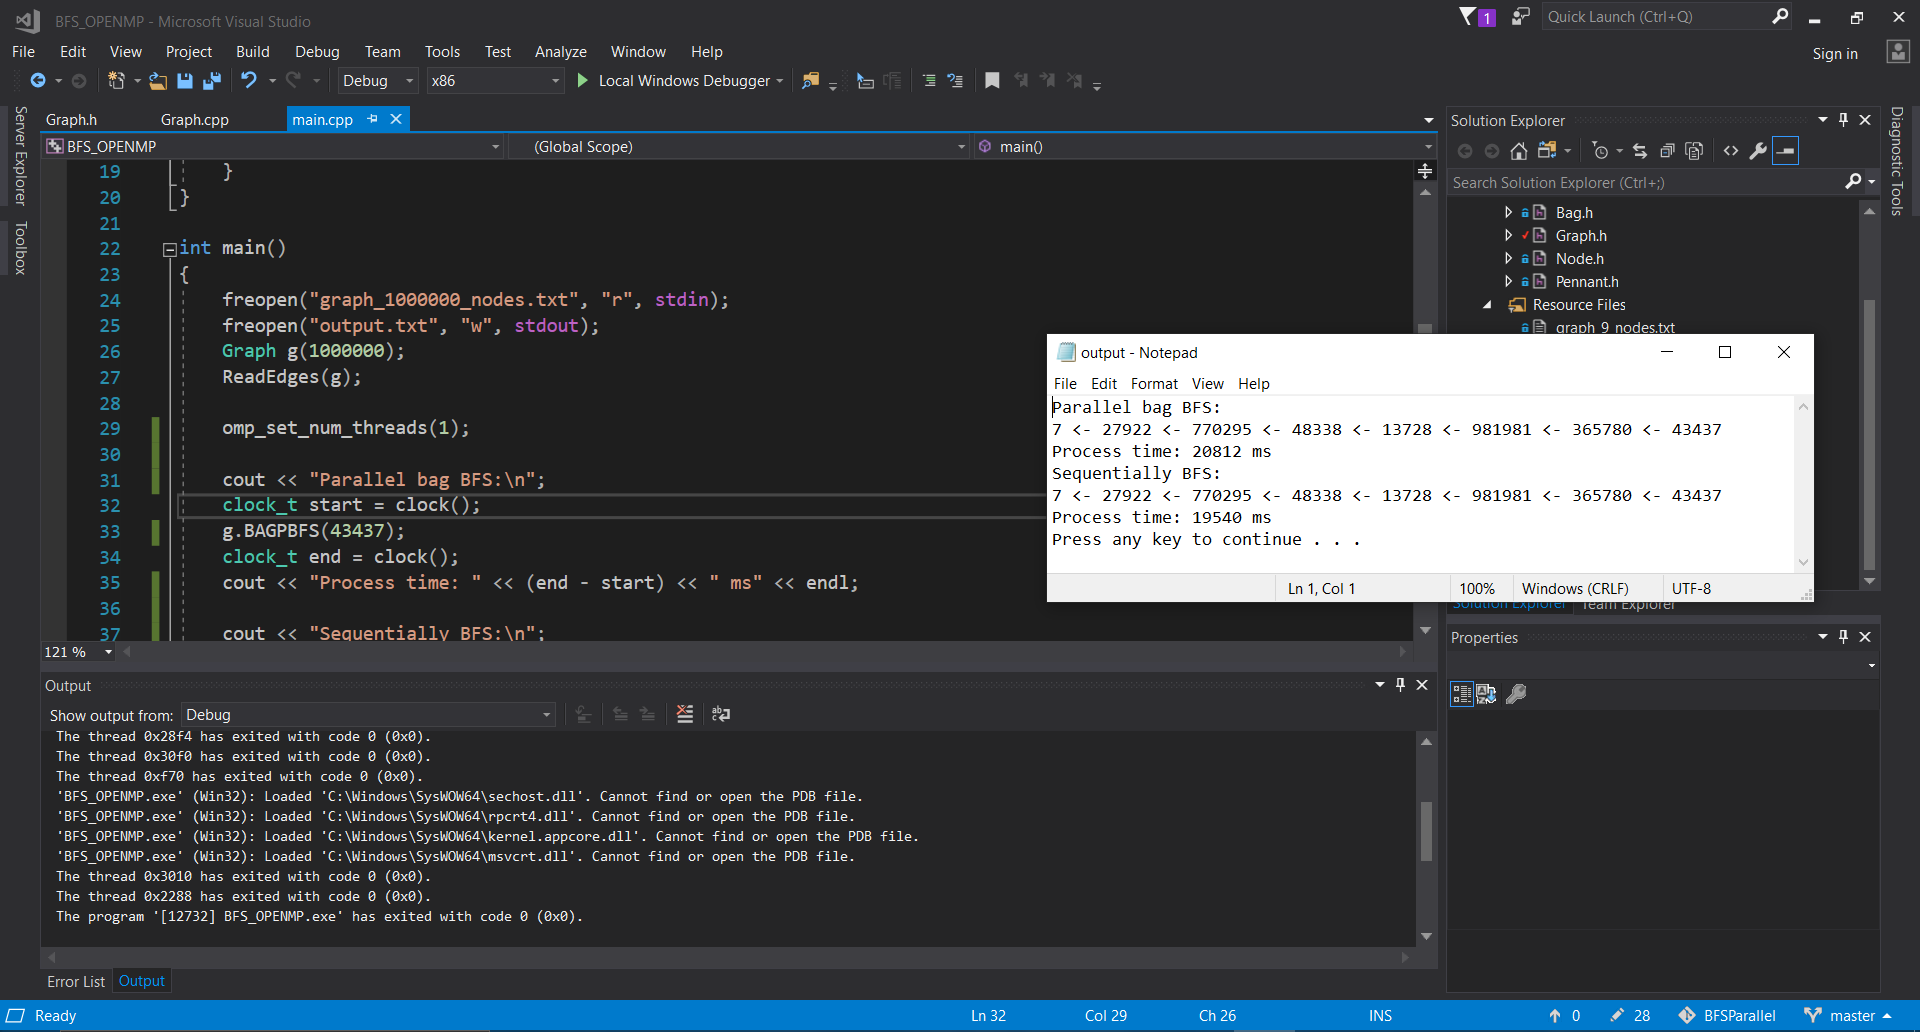 BFS_OPENMP - Microsoft Visual Studio
1
Quick Launch (Ctrl+Q)
File Edit View Project Build Debug Team Tools Test Analyze Window Help
Sign in
Debug x86 Local Windows Debugger
Server Explorer
Toolbox
Graph.h Graph.cpp main.cpp
BFS_OPENMP (Global Scope) main()
19 }
20 }
21
22 int main()
23 {
24 freopen("graph_1000000_nodes.txt", "r", stdin);
25 freopen("output.txt", "w", stdout);
26 Graph g(1000000);
27 ReadEdges(g);
28
29 omp_set_num_threads(1);
30
31 cout << "Parallel bag BFS:\n";
32 clock_t start = clock();
33 g.BAGPBFS(43437);
34 clock_t end = clock();
35 cout << "Process time: " << (end - start) << " ms" << endl;
36
37 cout << "Sequentially BFS:\n";
121 %
Solution Explorer
Search Solution Explorer (Ctrl+;)
Bag.h
Graph.h
Node.h
Pennant.h
Resource Files
graph_9_nodes.txt
Diagnostic Tools
output - Notepad
File Edit Format View Help
Parallel bag BFS:
7 <- 27922 <- 770295 <- 48338 <- 13728 <- 981981 <- 365780 <- 43437
Process time: 20812 ms
Sequentially BFS:
7 <- 27922 <- 770295 <- 48338 <- 13728 <- 981981 <- 365780 <- 43437
Process time: 19540 ms
Press any key to continue . . .
Ln 1, Col 1 100% Windows (CRLF) UTF-8
Solution Explorer Team Explorer
Properties
Output
Show output from: Debug
The thread 0x28f4 has exited with code 0 (0x0).
The thread 0x30f0 has exited with code 0 (0x0).
The thread 0xf70 has exited with code 0 (0x0).
'BFS_OPENMP.exe' (Win32): Loaded 'C:\Windows\SysWOW64\sechost.dll'. Cannot find or open the PDB file.
'BFS_OPENMP.exe' (Win32): Loaded 'C:\Windows\SysWOW64\rpcrt4.dll'. Cannot find or open the PDB file.
'BFS_OPENMP.exe' (Win32): Loaded 'C:\Windows\SysWOW64\kernel.appcore.dll'. Cannot find or open the PDB file.
'BFS_OPENMP.exe' (Win32): Loaded 'C:\Windows\SysWOW64\msvcrt.dll'. Cannot find or open the PDB file.
The thread 0x3010 has exited with code 0 (0x0).
The thread 0x2288 has exited with code 0 (0x0).
The program '[12732] BFS_OPENMP.exe' has exited with code 0 (0x0).
Error List Output
Ready Ln 32 Col 29 Ch 26 INS 0 28 BFSParallel master